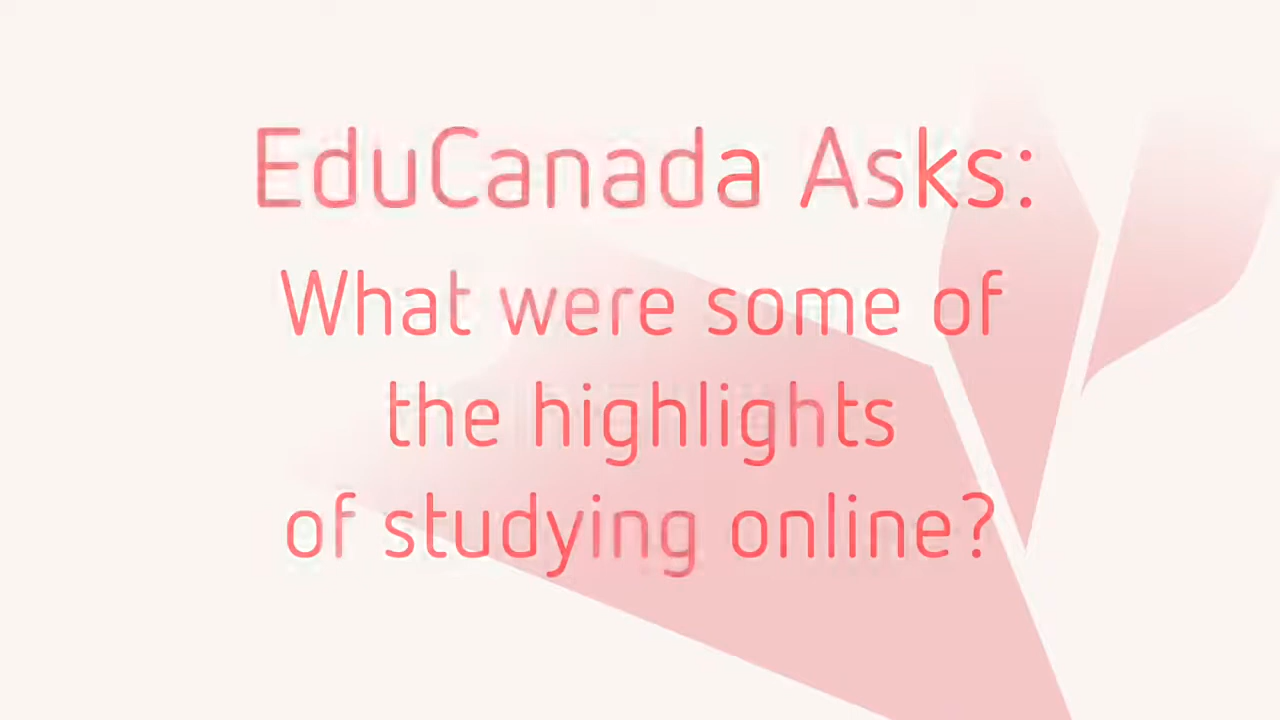 EduCanada Asks:
What were some of
the highlights
of studying online?